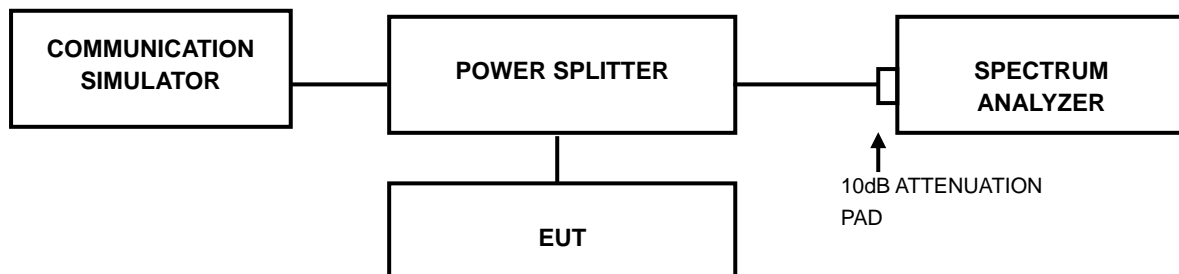 COMMUNICATION
SIMULATOR
POWER SPLITTER
SPECTRUM
ANALYZER
10dB ATTENUATION
PAD
EUT